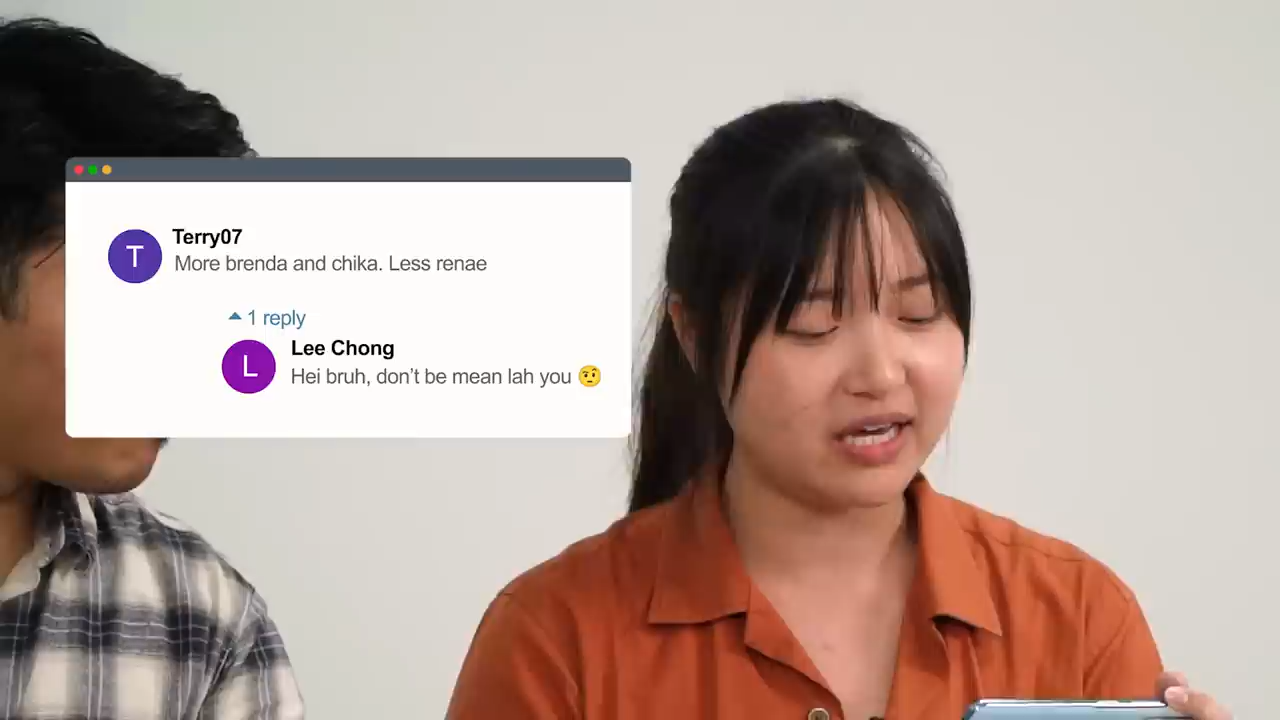 T
Terry07
More brenda and chika. Less renae
1 reply
L
Lee Chong
Hei bruh, don’t be mean lah you 🤨